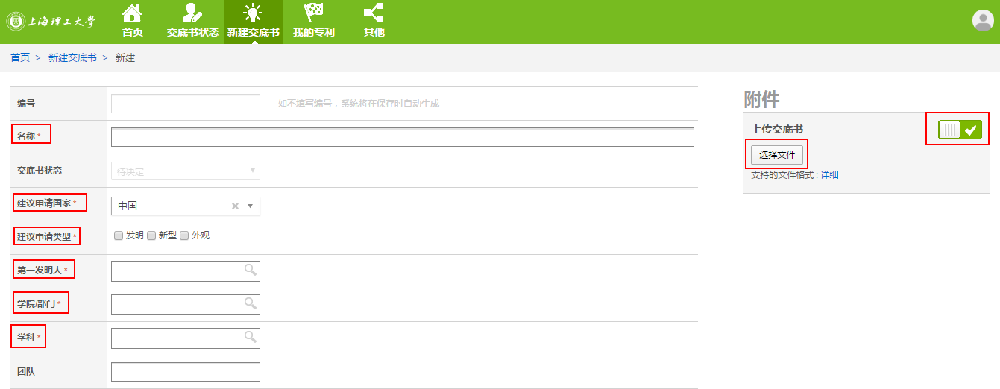 上海理工大學
首页
交底书状态
新建交底书
我的专利
其他
首页 > 新建交底书 > 新建
编号
如不填写编号，系统将在保存时自动生成
名称 *
交底书状态
待决定
建议申请国家 *
中国
建议申请类型 *
发明 新型 外观
第一发明人 *
学院/部门 *
学科 *
团队
附件
上传交底书
选择文件
支持的文件格式 : 详细